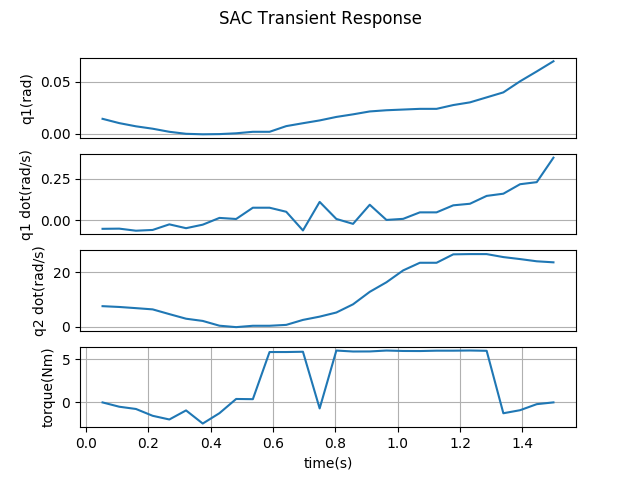 SAC Transient Response
q1(rad)
0.05
0.00
q1 dot(rad/s)
0.25
0.00
q2 dot(rad/s)
20
0
torque(Nm)
5
0
0.0 0.2 0.4 0.6 0.8 1.0 1.2 1.4
time(s)